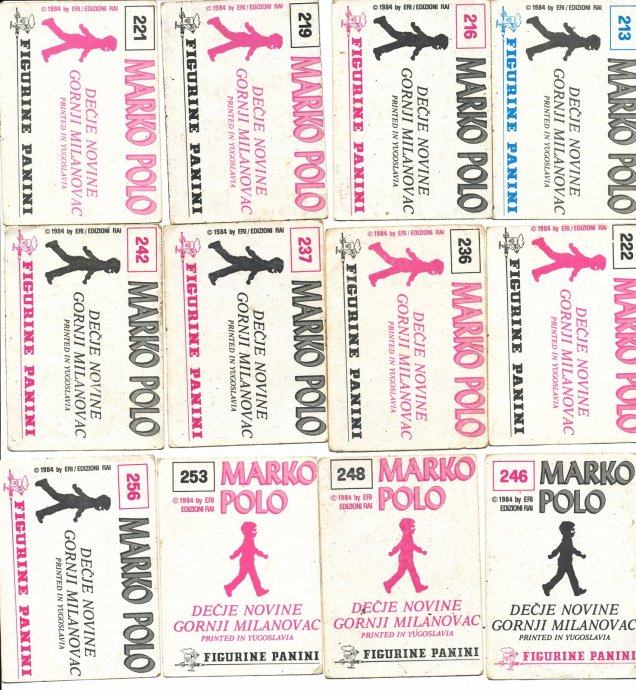 © 1984 by ERI/EDIZIONI RAI
221
MARKO POLO
DEČJE NOVINE
GORNJI MILANOVAC
PRINTED IN YUGOSLAVIA
FIGURINE PANINI
© 1984 by ERI/EDIZIONI RAI
219
MARKO POLO
DEČJE NOVINE
GORNJI MILANOVAC
PRINTED IN YUGOSLAVIA
FIGURINE PANINI
© 1984 by ERI/EDIZIONI RAI
216
MARKO POLO
DEČJE NOVINE
GORNJI MILANOVAC
PRINTED IN YUGOSLAVIA
FIGURINE PANINI
© 1984 by ERI/EDIZIONI RAI
213
MARKO POLO
DEČJE NOVINE
GORNJI MILANOVAC
PRINTED IN YUGOSLAVIA
FIGURINE PANINI
© 1984 by ERI/EDIZIONI RAI
242
MARKO POLO
DEČJE NOVINE
GORNJI MILANOVAC
PRINTED IN YUGOSLAVIA
FIGURINE PANINI
© 1984 by ERI/EDIZIONI RAI
237
MARKO POLO
DEČJE NOVINE
GORNJI MILANOVAC
PRINTED IN YUGOSLAVIA
FIGURINE PANINI
© 1984 by ERI/EDIZIONI RAI
236
MARKO POLO
DEČJE NOVINE
GORNJI MILANOVAC
PRINTED IN YUGOSLAVIA
FIGURINE PANINI
© 1984 by ERI/EDIZIONI RAI
222
MARKO POLO
DEČJE NOVINE
GORNJI MILANOVAC
PRINTED IN YUGOSLAVIA
FIGURINE PANINI
© 1984 by ERI/EDIZIONI RAI
256
MARKO POLO
DEČJE NOVINE
GORNJI MILANOVAC
PRINTED IN YUGOSLAVIA
FIGURINE PANINI
253 MARKO
POLO
© 1984 by ERI
EDIZIONI RAI
DEČJE NOVINE
GORNJI MILANOVAC
PRINTED IN YUGOSLAVIA
FIGURINE PANINI
248 MARKO
POLO
© 1984 by ERI
EDIZIONI RAI
DEČJE NOVINE
GORNJI MILANOVAC
PRINTED IN YUGOSLAVIA
FIGURINE PANINI
246 MARKO
POLO
© 1984 by ERI
EDIZIONI RAI
DEČJE NOVINE
GORNJI MILANOVAC
PRINTED IN YUGOSLAVIA
FIGURINE PANINI